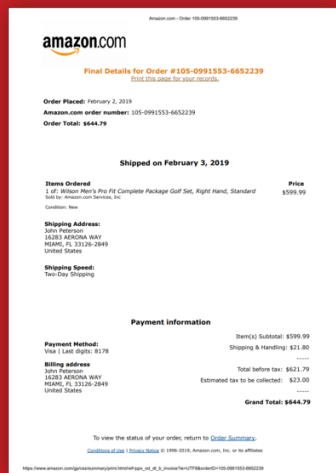 Amazon.com - Order 105-0991553-6652239
amazon.com
Final Details for Order #105-0991553-6652239
Print this page for your records.
Order Placed: February 2, 2019
Amazon.com order number: 105-0991553-6652239
Order Total: $644.79
Shipped on February 3, 2019
Items Ordered Price
1 of: Wilson Men's Pro Fit Complete Package Golf Set, Right Hand, Standard $599.99
Sold by: Amazon.com Services, Inc
Condition: New
Shipping Address:
John Peterson
16283 AERONA WAY
MIAMI, FL 33126-2849
United States
Shipping Speed:
Two-Day Shipping
Payment information
Item(s) Subtotal: $599.99
Payment Method: Shipping & Handling: $21.80
Visa | Last digits: 8178
-----
Billing address Total before tax: $621.79
John Peterson Estimated tax to be collected: $23.00
16283 AERONA WAY
-----
MIAMI, FL 33126-2849
United States Grand Total: $644.79
To view the status of your order, return to Order Summary.
Conditions of Use | Privacy Notice © 1996-2019, Amazon.com, Inc. or its affiliates